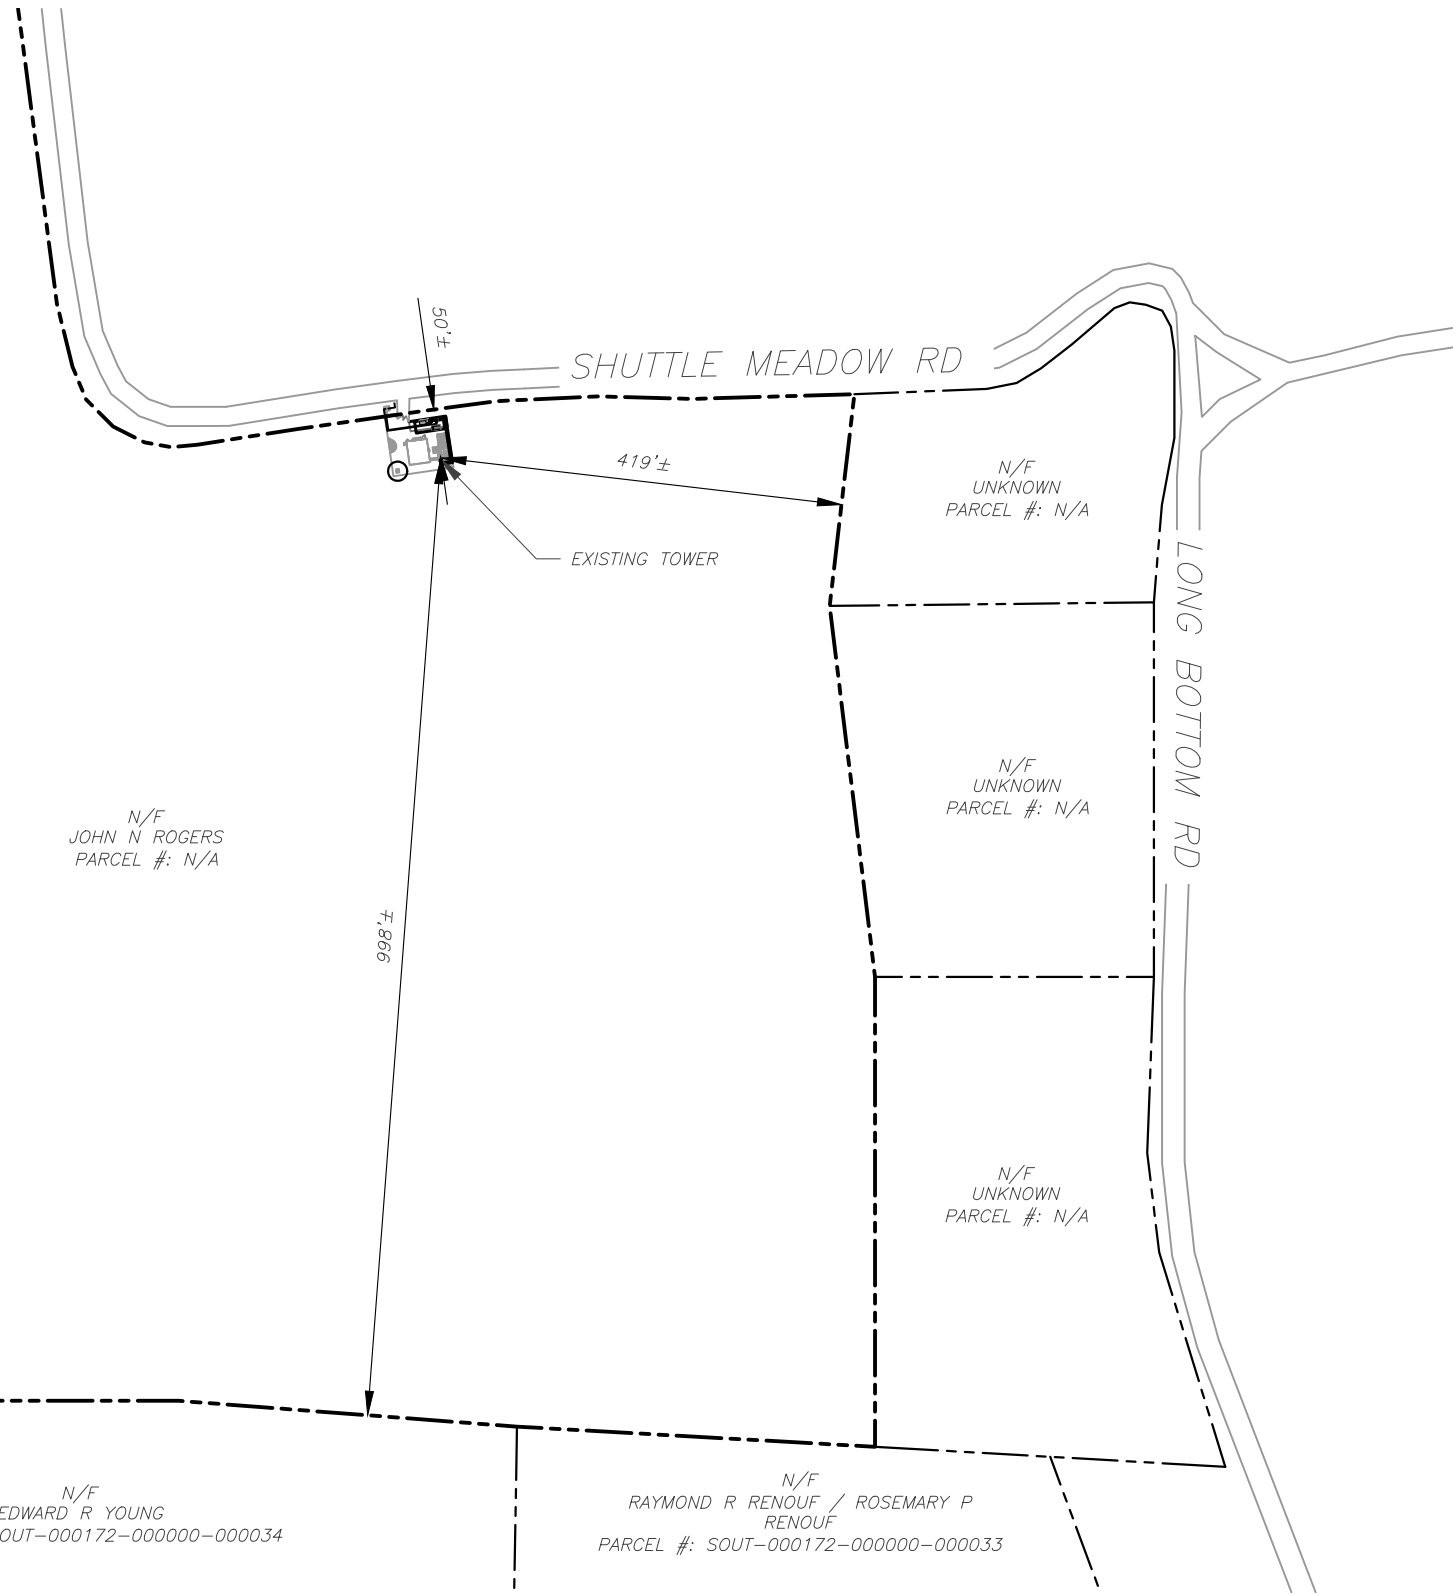 50'±
SHUTTLE MEADOW RD
419'±
EXISTING TOWER
N/F
UNKNOWN
PARCEL #: N/A
LONG BOTTOM RD
N/F
UNKNOWN
PARCEL #: N/A
N/F
JOHN N ROGERS
PARCEL #: N/A
998'±
N/F
UNKNOWN
PARCEL #: N/A
N/F
EDWARD R YOUNG
OUT-000172-000000-000034
N/F
RAYMOND R RENOUF / ROSEMARY P
RENOUF
PARCEL #: SOUT-000172-000000-000033